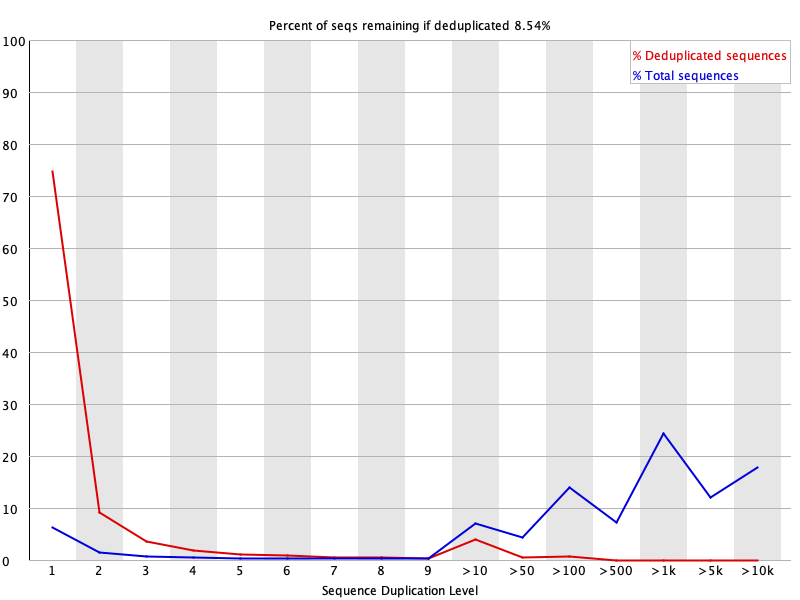 Percent of seqs remaining if deduplicated 8.54%
% Deduplicated sequences
% Total sequences
100
90
80
70
60
50
40
30
20
10
0
1 2 3 4 5 6 7 8 9 >10 >50 >100 >500 >1k >5k >10k
Sequence Duplication Level